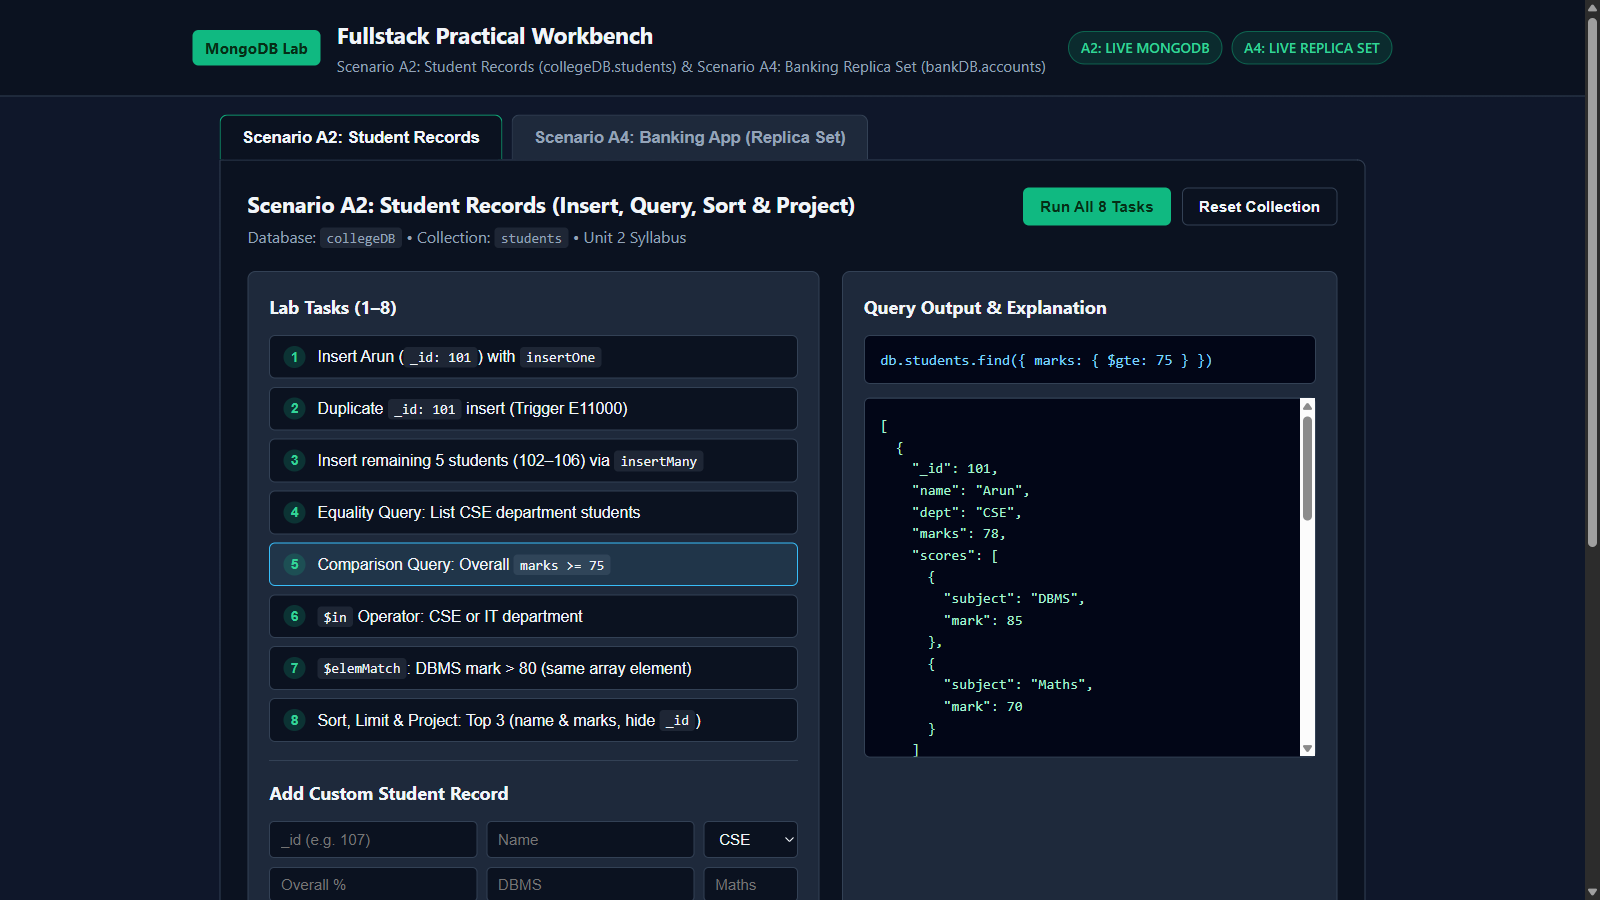 MongoDB Lab
Fullstack Practical Workbench
Scenario A2: Student Records (collegeDB.students) & Scenario A4: Banking Replica Set (bankDB.accounts)
A2: LIVE MONGODB
A4: LIVE REPLICA SET
Scenario A2: Student Records
Scenario A4: Banking App (Replica Set)
Scenario A2: Student Records (Insert, Query, Sort & Project)
Database: collegeDB • Collection: students • Unit 2 Syllabus
Run All 8 Tasks
Reset Collection
Lab Tasks (1–8)
1 Insert Arun ( _id: 101 ) with insertOne
2 Duplicate _id: 101 insert (Trigger E11000)
3 Insert remaining 5 students (102–106) via insertMany
4 Equality Query: List CSE department students
5 Comparison Query: Overall marks >= 75
6 $in Operator: CSE or IT department
7 $elemMatch : DBMS mark > 80 (same array element)
8 Sort, Limit & Project: Top 3 (name & marks, hide _id )
Add Custom Student Record
_id (e.g. 107)
Name
CSE
Overall %
DBMS
Maths
Query Output & Explanation
db.students.find({ marks: { $gte: 75 } })
[
{
"_id": 101,
"name": "Arun",
"dept": "CSE",
"marks": 78,
"scores": [
{
"subject": "DBMS",
"mark": 85
},
{
"subject": "Maths",
"mark": 70
}
]